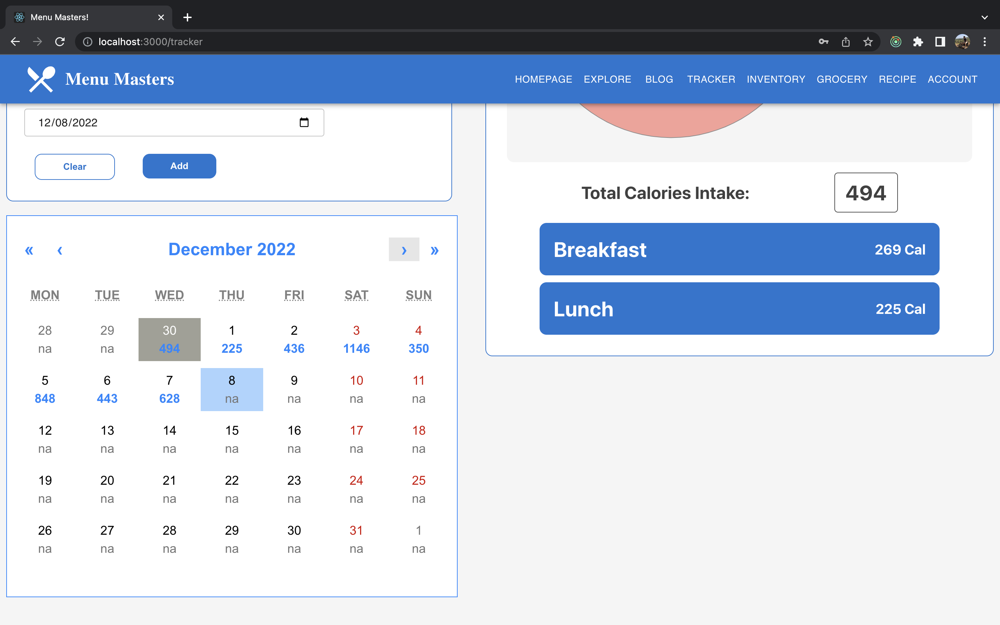 Menu Masters!
localhost:3000/tracker
Menu Masters
HOMEPAGE EXPLORE BLOG TRACKER INVENTORY GROCERY RECIPE ACCOUNT
12/08/2022
Clear Add
« ‹ December 2022 › »
MON TUE WED THU FRI SAT SUN
28 29 30 1 2 3 4
na na 494 225 436 1146 350
5 6 7 8 9 10 11
848 443 628 na na na na
12 13 14 15 16 17 18
na na na na na na na
19 20 21 22 23 24 25
na na na na na na na
26 27 28 29 30 31 1
na na na na na na na
Total Calories Intake: 494
Breakfast 269 Cal
Lunch 225 Cal